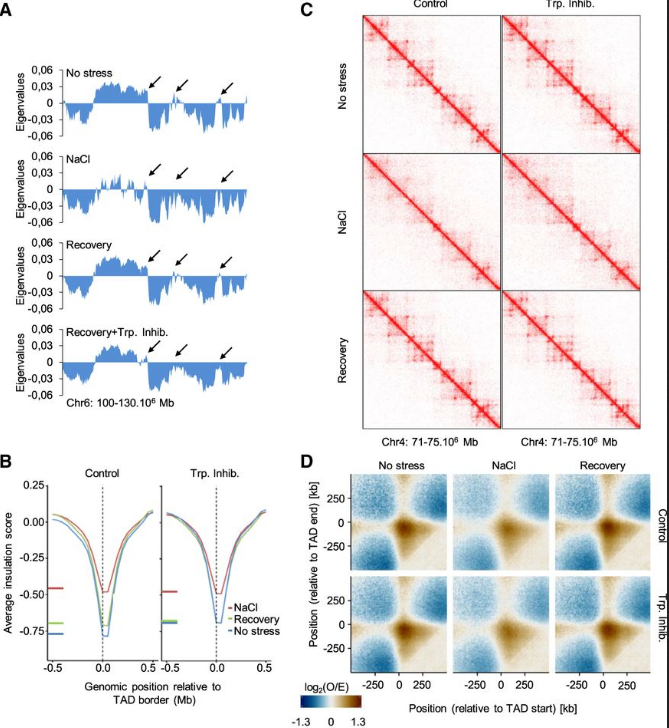 A
0,06
0,03
0
-0,03
-0,06
Eigenvalues
No stress
0,06
0,03
0
-0,03
-0,06
Eigenvalues
NaCl
0,06
0,03
0
-0,03
-0,06
Eigenvalues
Recovery
0,06
0,03
0
-0,03
-0,06
Eigenvalues
Recovery+Trp. Inhib.
Chr6: 100-130.10⁶ Mb
B
Control
Trp. Inhib.
Average insulation score
0.25
0.00
-0.25
-0.50
-0.75
NaCl
Recovery
No stress
-0.5 0.0 0.5
-0.5 0.0 0.5
Genomic position relative to
TAD border (Mb)
C
Control
Trp. Inhib.
No stress
NaCl
Recovery
Chr4: 71-75.10⁶ Mb
Chr4: 71-75.10⁶ Mb
D
No stress
NaCl
Recovery
Position (relative to TAD end) [kb]
250
0
-250
Control
250
0
-250
Trp. Inhib.
-250 0 250
-250 0 250
-250 0 250
Position (relative to TAD start) [kb]
log₂(O/E)
-1.3 0 1.3